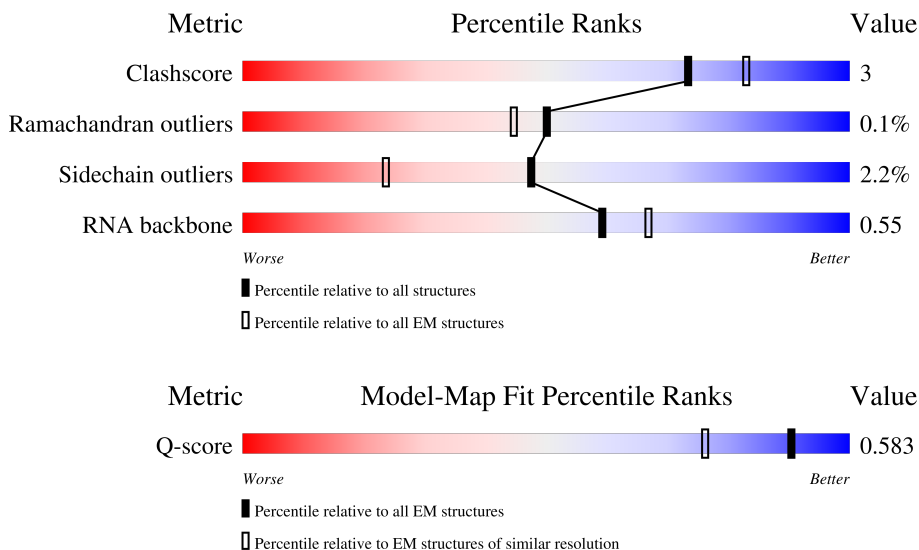 Metric Percentile Ranks Value
Clashscore 3
Ramachandran outliers 0.1%
Sidechain outliers 2.2%
RNA backbone 0.55
Worse Better
Percentile relative to all structures
Percentile relative to all EM structures
Metric Model-Map Fit Percentile Ranks Value
Q-score 0.583
Worse Better
Percentile relative to all EM structures
Percentile relative to EM structures of similar resolution